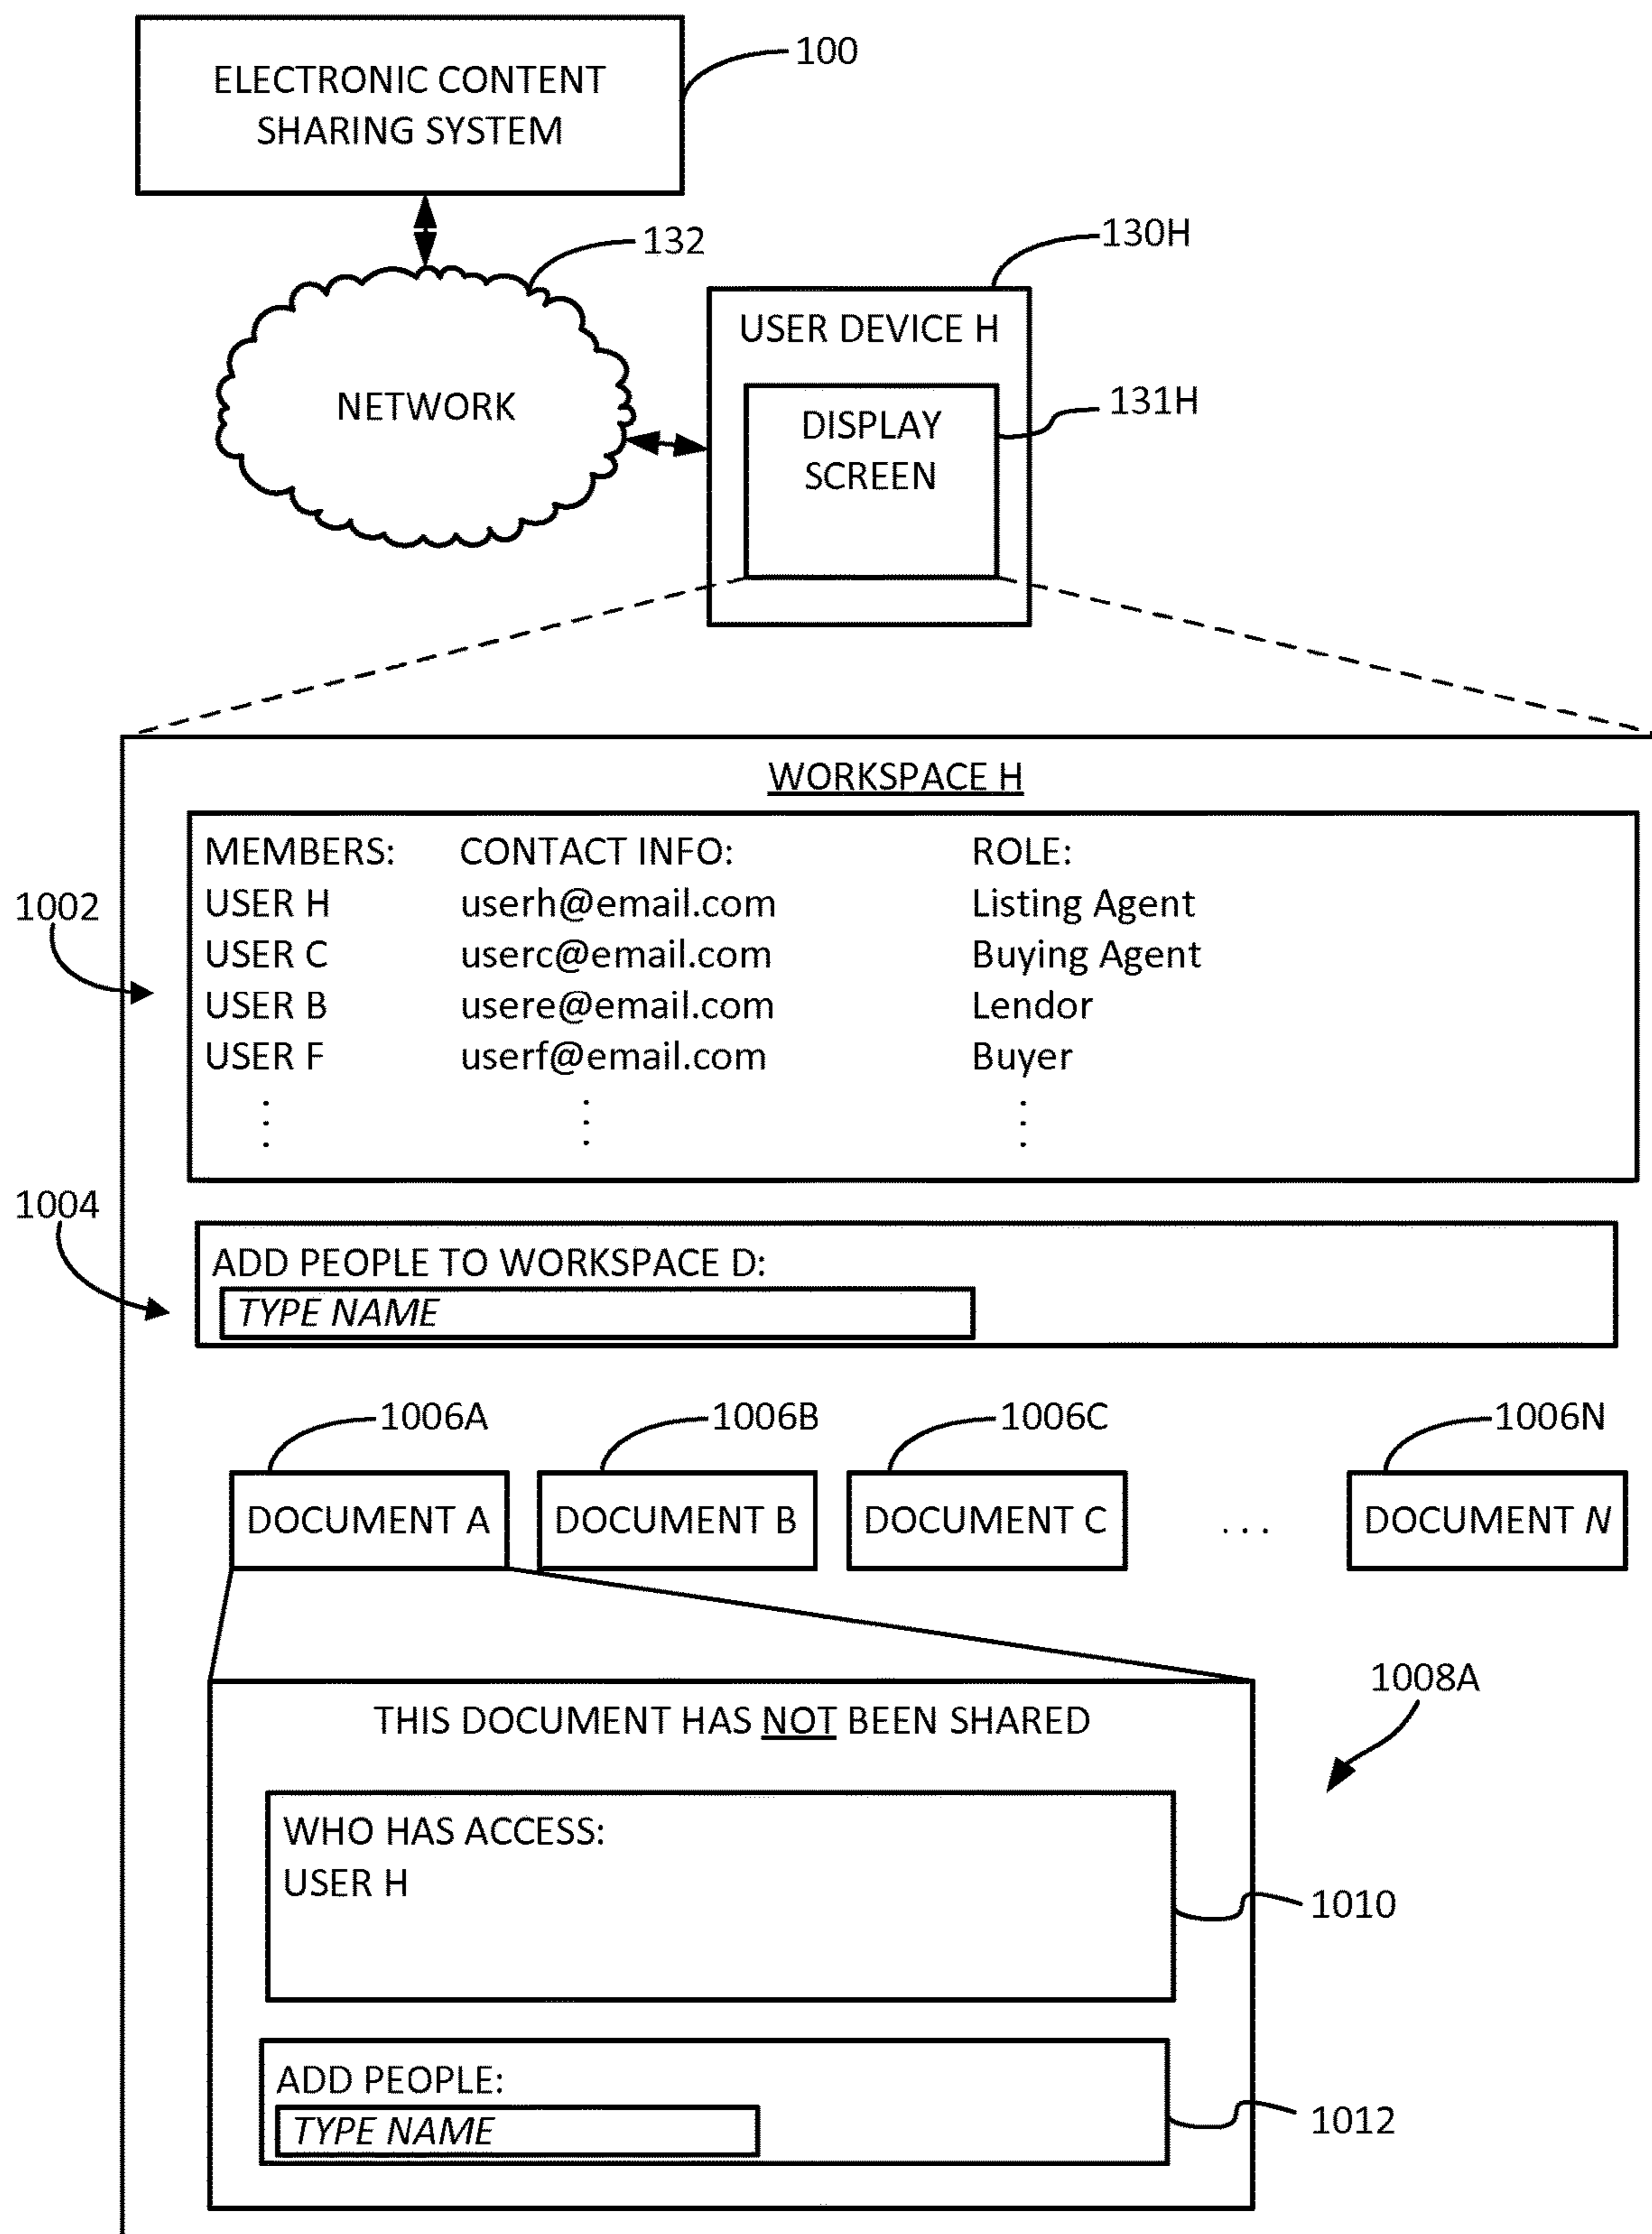 100
ELECTRONIC CONTENT
SHARING SYSTEM
132
130H
USER DEVICE H
131H
NETWORK
DISPLAY
SCREEN
WORKSPACE H
MEMBERS: CONTACT INFO: ROLE:
1002
USER H userh@email.com Listing Agent
USER C userc@email.com Buying Agent
USER B usere@email.com Lendor
USER F userf@email.com Buyer
⋮ ⋮ ⋮
1004
ADD PEOPLE TO WORKSPACE D:
TYPE NAME
1006A 1006B 1006C 1006N
DOCUMENT A DOCUMENT B DOCUMENT C . . . DOCUMENT N
1008A
THIS DOCUMENT HAS NOT BEEN SHARED
WHO HAS ACCESS:
USER H
1010
ADD PEOPLE:
TYPE NAME
1012